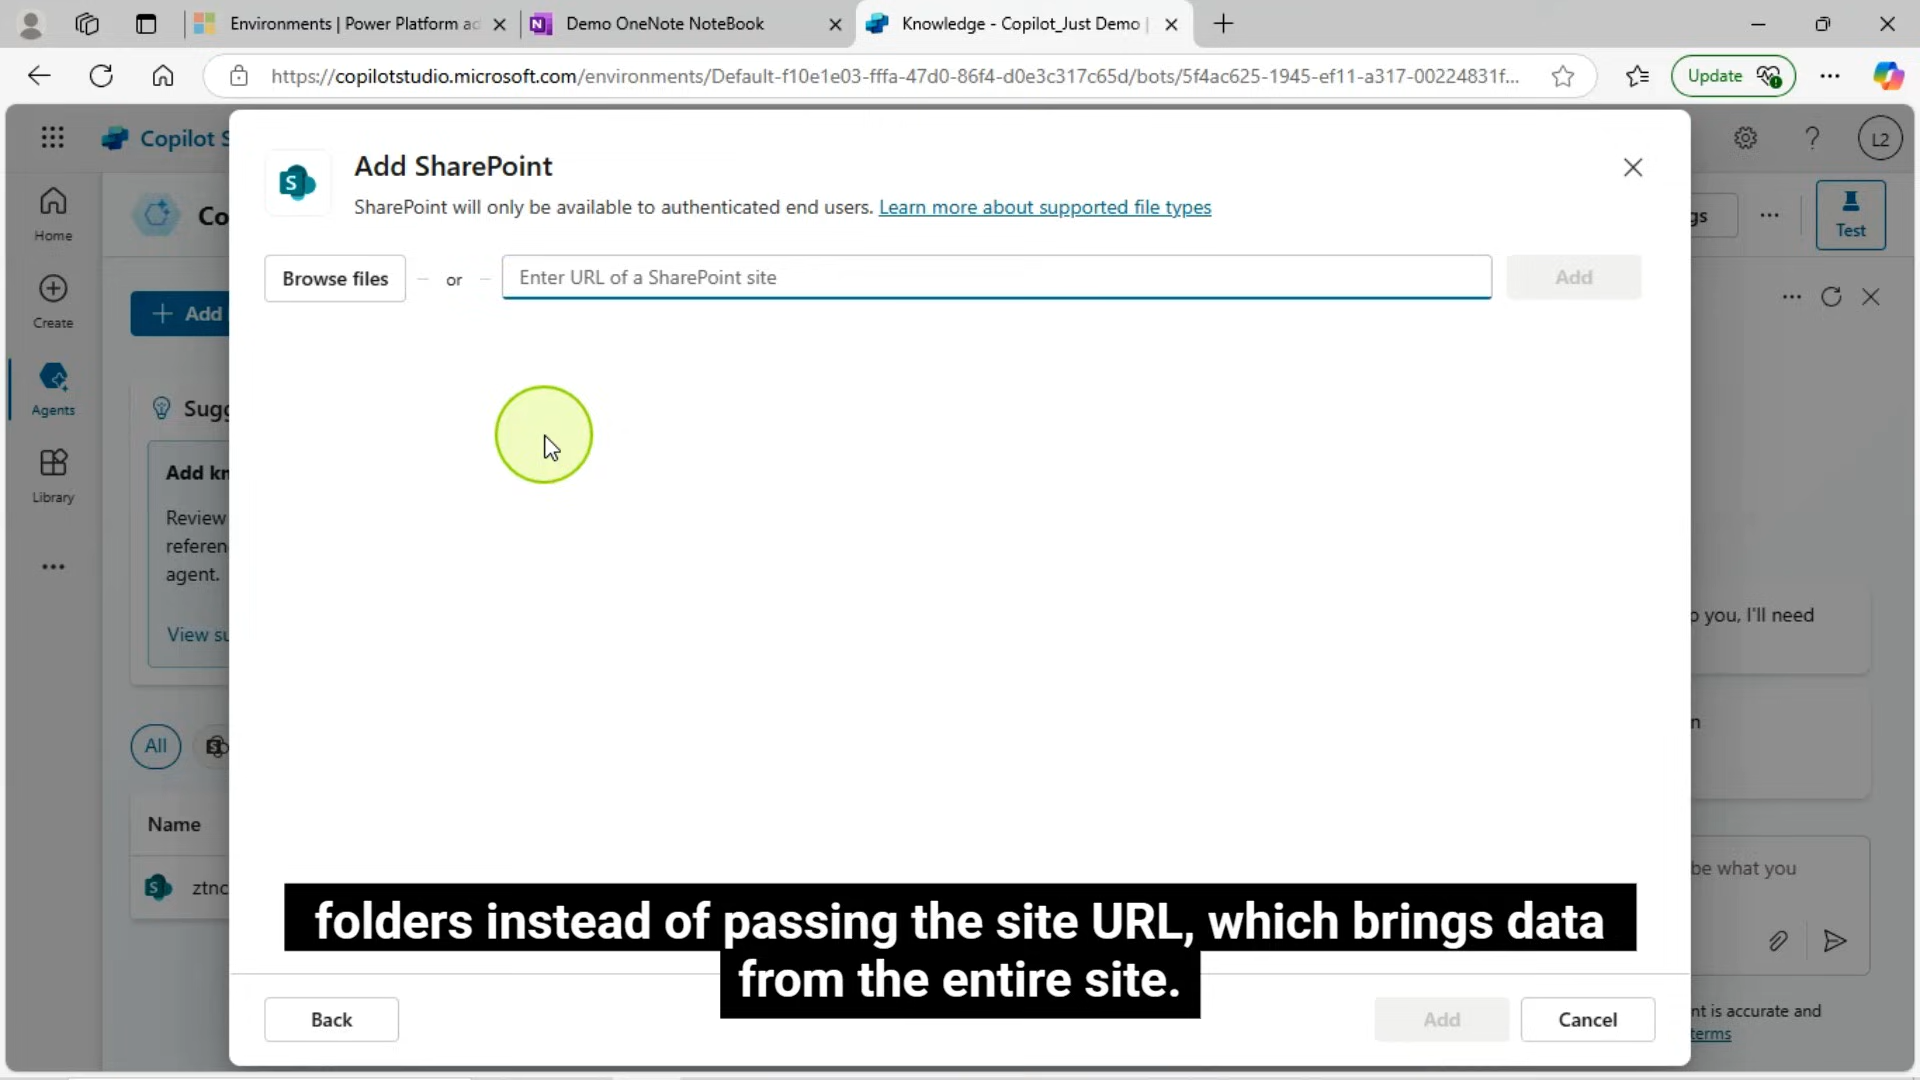 Environments | Power Platform ad
Demo OneNote NoteBook
Knowledge - Copilot_Just Demo |
https://copilotstudio.microsoft.com/environments/Default-f10e1e03-fffa-47d0-86f4-d0e3c317c65d/bots/5f4ac625-1945-ef11-a317-00224831f...
Update
Copilot S
L2
Home
Create
Agents
Library
Co
gs
Test
Add
Sugg
Add kn
Review
referen
agent.
View su
All
Name
ztnc
Add SharePoint
SharePoint will only be available to authenticated end users. Learn more about supported file types
Browse files
or
Enter URL of a SharePoint site
Add
o you, I'll need
n
be what you
nt is accurate and
terms
folders instead of passing the site URL, which brings data
from the entire site.
Back
Add
Cancel